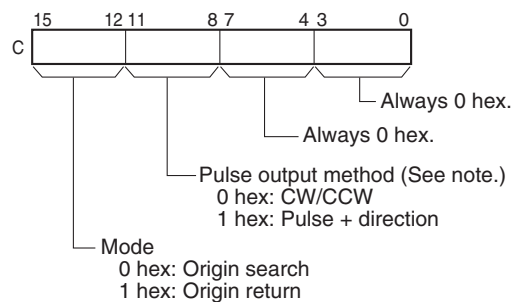 15 12 11 8 7 4 3 0
C
Always 0 hex.
Always 0 hex.
Pulse output method (See note.)
0 hex: CW/CCW
1 hex: Pulse + direction
Mode
0 hex: Origin search
1 hex: Origin return